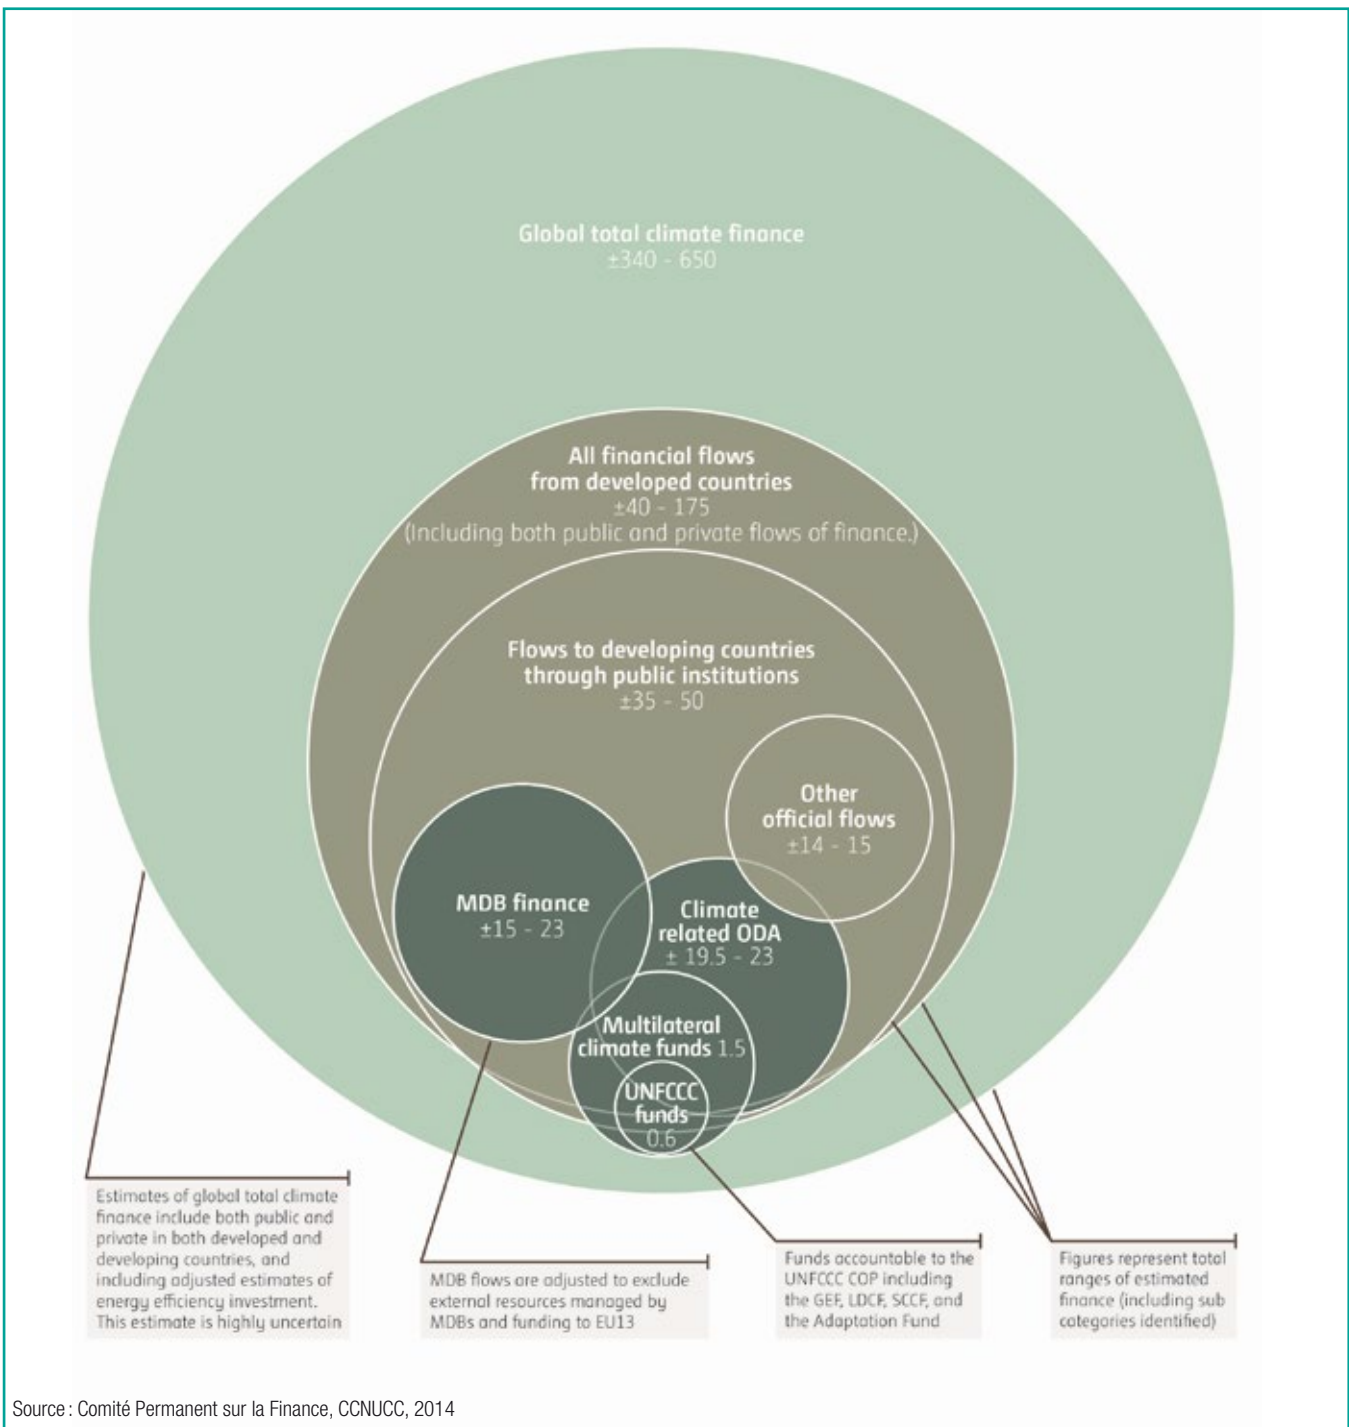 Global total climate finance
±340 - 650
All financial flows
from developed countries
±40 - 175
(Including both public and private flows of finance.)
Flows to developing countries
through public institutions
±35 - 50
Other
official flows
±14 - 15
MDB finance
±15 - 23
Climate
related ODA
± 19.5 - 23
Multilateral
climate funds 1.5
UNFCCC
funds
0.6
Estimates of global total climate
finance include both public and
private in both developed and
developing countries, and
including adjusted estimates of
energy efficiency investment.
This estimate is highly uncertain
MDB flows are adjusted to exclude
external resources managed by
MDBs and funding to EU13
Funds accountable to the
UNFCCC COP including
the GEF, LDCF, SCCF, and
the Adaptation Fund
Figures represent total
ranges of estimated
finance (including sub
categories identified)
Source : Comité Permanent sur la Finance, CCNUCC, 2014